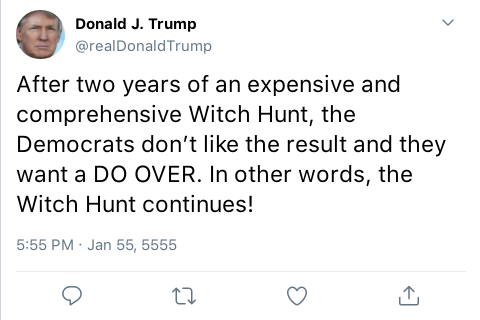 Donald J. Trump
@realDonaldTrump
After two years of an expensive and
comprehensive Witch Hunt, the
Democrats don’t like the result and they
want a DO OVER. In other words, the
Witch Hunt continues!
5:55 PM · Jan 55, 5555